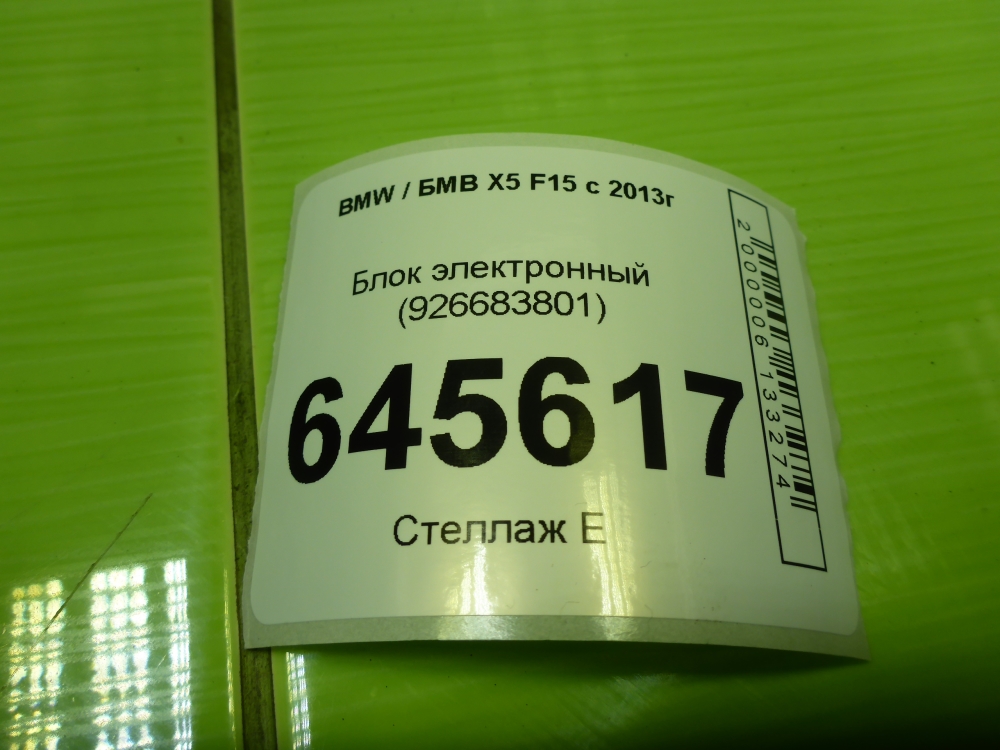 BMW / БМВ X5 F15 с 2013г
Блок электронный
(926683801)
645617
Стеллаж Е
2000006133274